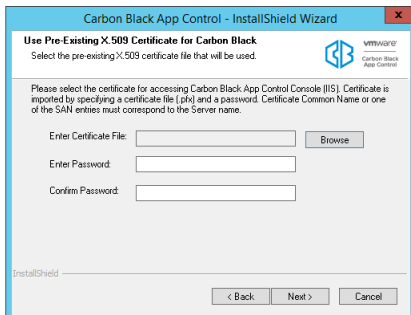 Carbon Black App Control - InstallShield Wizard
x
Use Pre-Existing X.509 Certificate for Carbon Black
Select the pre-existing X.509 certificate file that will be used.
vmware
Carbon Black
App Control
Please select the certificate for accessing Carbon Black App Control Console (IIS). Certificate is
imported by specifying a certificate file (.pfx) and a password. Certificate Common Name or one
of the SAN entries must correspond to the Server name.
Enter Certificate File:
Browse
Enter Password:
Confirm Password:
InstallShield
< Back
Next >
Cancel